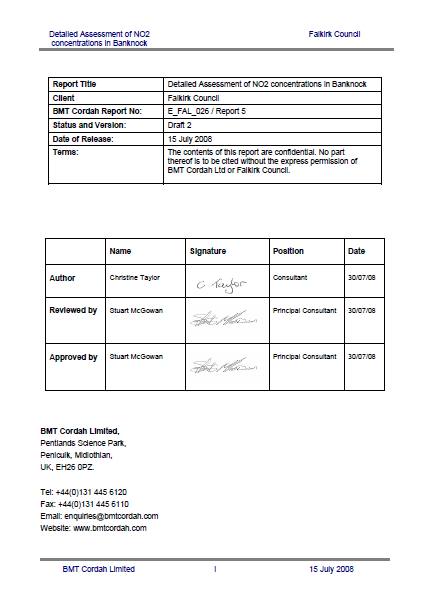 Detailed Assessment of NO2 Falkirk Council
concentrations in Banknock
Report Title Detailed Assessment of NO2 concentrations in Banknock
Client Falkirk Council
BMT Cordah Report No: E_FAL_026 / Report 5
Status and Version: Draft 2
Date of Release: 15 July 2008
Terms: The contents of this report are confidential. No part
thereof is to be cited without the express permission of
BMT Cordah Ltd or Falkirk Council.
Name Signature Position Date
Author Christine Taylor C Taylor Consultant 30/07/08
Reviewed by Stuart McGowan Principal Consultant 30/07/08
Approved by Stuart McGowan Principal Consultant 30/07/08
BMT Cordah Limited,
Pentlands Science Park,
Penicuik, Midlothian,
UK, EH26 0PZ.
Tel: +44(0)131 445 6120
Fax: +44(0)131 445 6110
Email: enquiries@bmtcordah.com
Website: www.bmtcordah.com
BMT Cordah Limited I 15 July 2008